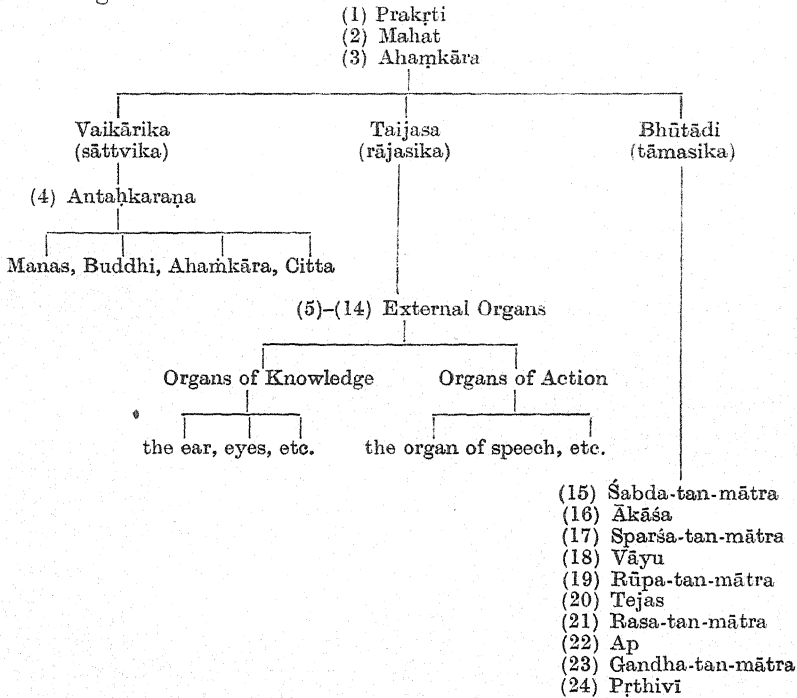 (1) Prakṛti
(2) Mahat
(3) Ahaṃkāra
Vaikārika
(sāttvika)
Taijasa
(rājasika)
Bhūtādi
(tāmasika)
(4) Antaḥkaraṇa
Manas, Buddhi, Ahaṁkāra, Citta
(5)–(14) External Organs
Organs of Knowledge
Organs of Action
the ear, eyes, etc.
the organ of speech, etc.
(15) Śabda-tan-mātra
(16) Ākāśa
(17) Sparśa-tan-mātra
(18) Vāyu
(19) Rūpa-tan-mātra
(20) Tejas
(21) Rasa-tan-mātra
(22) Ap
(23) Gandha-tan-mātra
(24) Pṛthivī